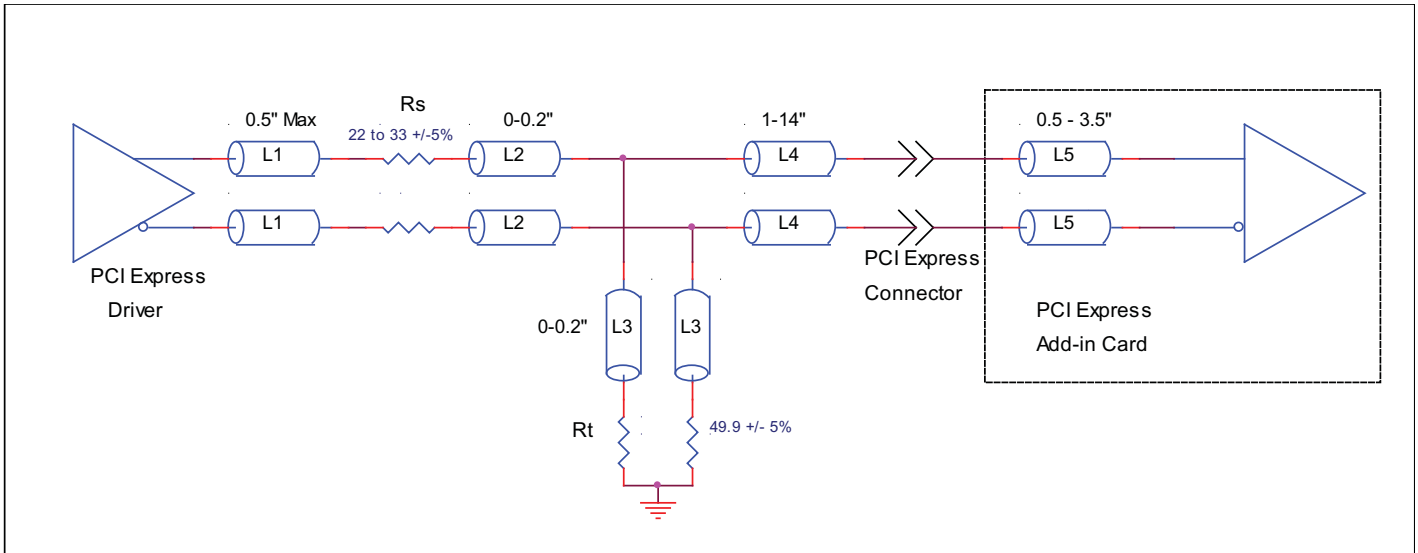 Rs
0.5" Max
22 to 33 +/-5%
0-0.2"
1-14"
0.5 - 3.5"
L1
L2
L4
L5
L1
L2
L4
L5
PCI Express
Driver
PCI Express
Connector
0-0.2"
L3
L3
PCI Express
Add-in Card
Rt
49.9 +/- 5%